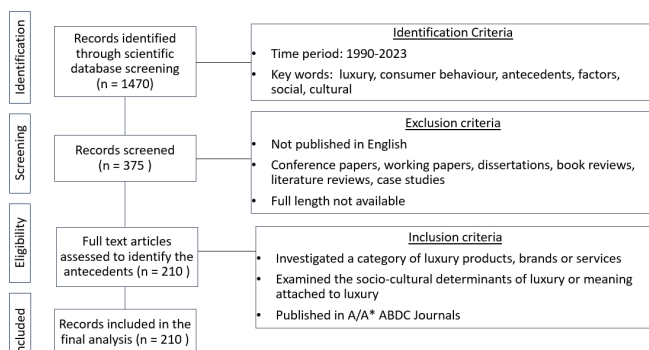 Identification
Records identified
through scientific
database screening
(n = 1470)
Identification Criteria
• Time period: 1990-2023
• Key words: luxury, consumer behaviour, antecedents, factors,
social, cultural
Screening
Records screened
(n = 375 )
Exclusion criteria
• Not published in English
• Conference papers, working papers, dissertations, book reviews,
literature reviews, case studies
• Full length not available
Eligibility
Full text articles
assessed to identify the
antecedents (n = 210 )
Inclusion criteria
• Investigated a category of luxury products, brands or services
• Examined the socio-cultural determinants of luxury or meaning
attached to luxury
• Published in A/A* ABDC Journals
Records included in the
final analysis (n = 210 )